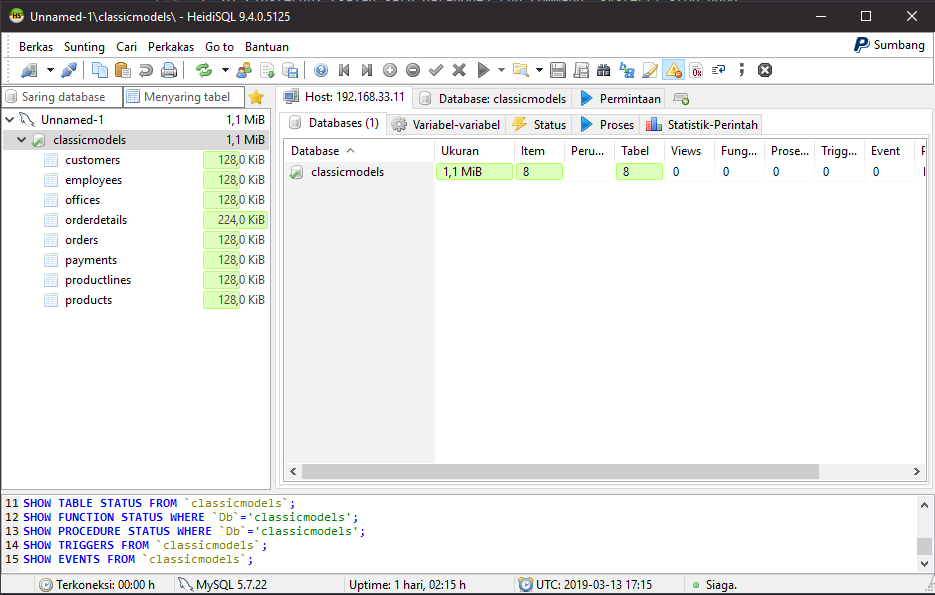 Unnamed-1\classicmodels\ - HeidiSQL 9.4.0.5125
Berkas Sunting Cari Perkakas Go to Bantuan Sumbang
Saring database Menyaring tabel
Host: 192.168.33.11 Database: classicmodels Permintaan
Databases (1) Variabel-variabel Status Proses Statistik-Perintah
Unnamed-1 1,1 MiB
classicmodels 1,1 MiB
customers 128,0 KiB
employees 128,0 KiB
offices 128,0 KiB
orderdetails 224,0 KiB
orders 128,0 KiB
payments 128,0 KiB
productlines 128,0 KiB
products 128,0 KiB
Database Ukuran Item Peru... Tabel Views Fung... Prose... Trigg... Event
classicmodels 1,1 MiB 8 8 0 0 0 0 0
11 SHOW TABLE STATUS FROM `classicmodels`;
12 SHOW FUNCTION STATUS WHERE `Db`='classicmodels';
13 SHOW PROCEDURE STATUS WHERE `Db`='classicmodels';
14 SHOW TRIGGERS FROM `classicmodels`;
15 SHOW EVENTS FROM `classicmodels`;
Terkoneksi: 00:00 h MySQL 5.7.22 Uptime: 1 hari, 02:15 h UTC: 2019-03-13 17:15 Siaga.